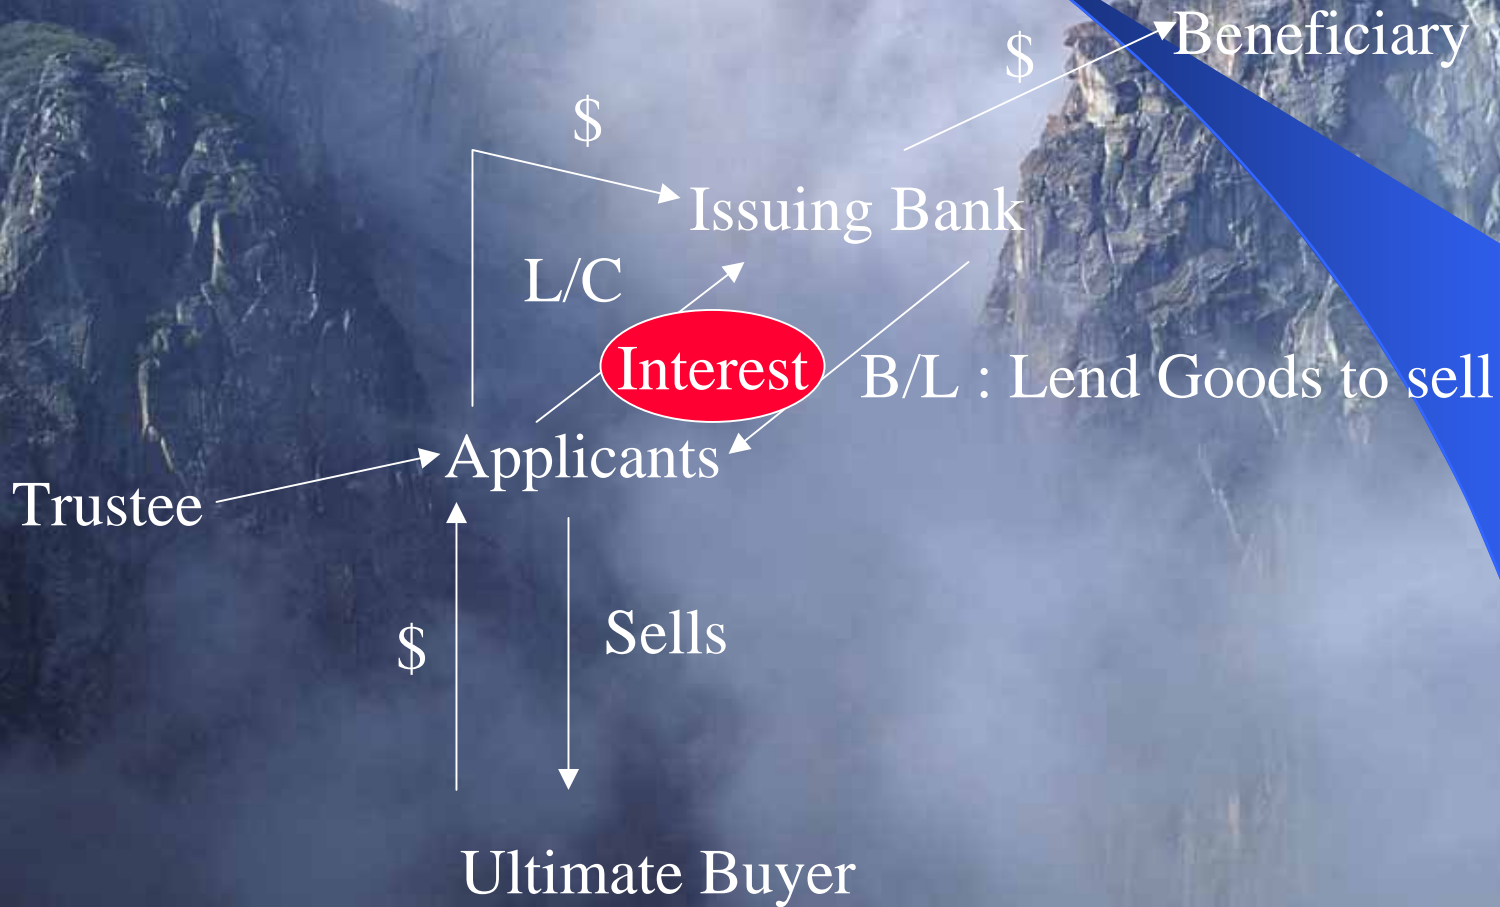 Beneficiary
$
$
Issuing Bank
L/C
Interest
B/L : Lend Goods to sell
Applicants
Trustee
$
Sells
Ultimate Buyer